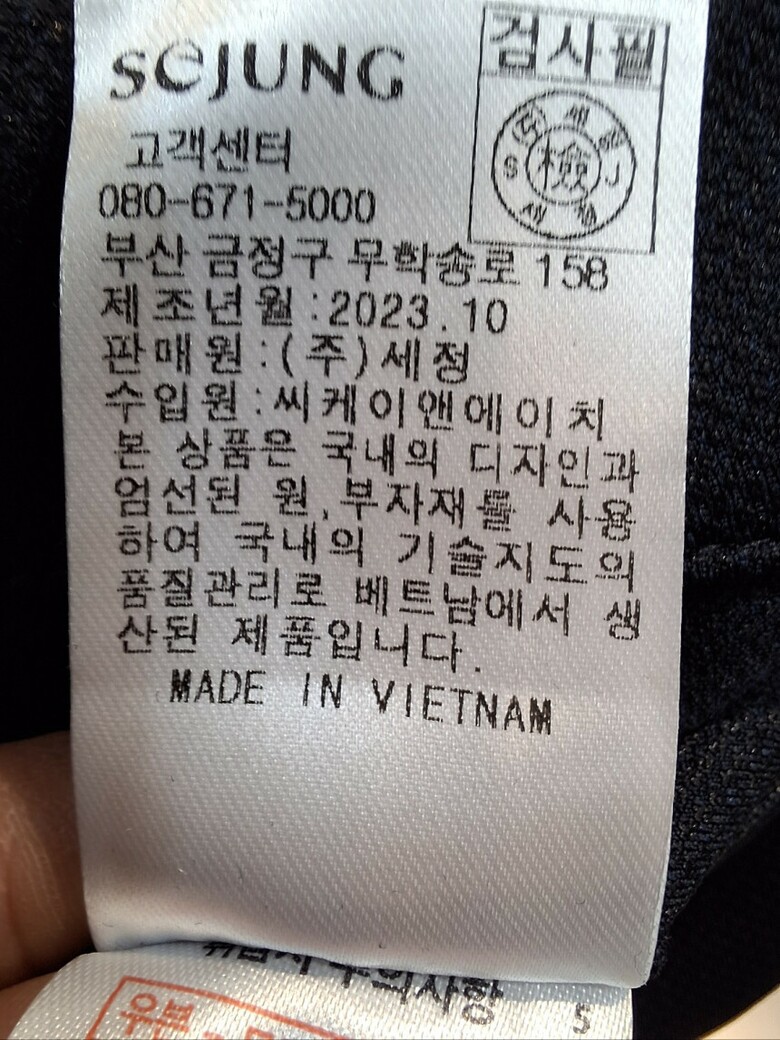 SeJUNG
검사필
檢
S
J
고객센터
080-671-5000
부산 금정구 무학송로 158
제조년월:2023.10
판매원:(주)세정
수입원:씨케이앤에이치
본 상품은 국내의 디자인과
엄선된 원,부자재를 사용
하여 국내의 기술지도의
품질관리로 베트남에서 생
산된 제품입니다.
MADE IN VIETNAM
주의사항
S